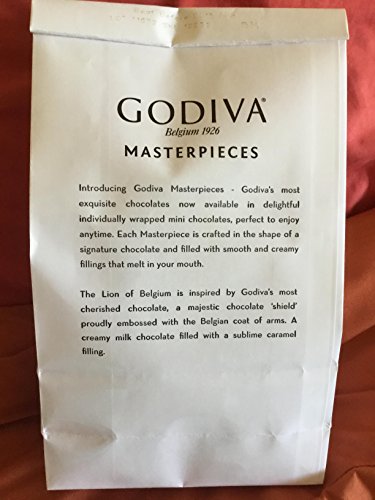 GODIVA®
Belgium 1926
MASTERPIECES
Introducing Godiva Masterpieces - Godiva's most
exquisite chocolates now available in delightful
individually wrapped mini chocolates, perfect to enjoy
anytime. Each Masterpiece is crafted in the shape of a
signature chocolate and filled with smooth and creamy
fillings that melt in your mouth.
The Lion of Belgium is inspired by Godiva's most
cherished chocolate, a majestic chocolate 'shield'
proudly embossed with the Belgian coat of arms. A
creamy milk chocolate filled with a sublime caramel
filling.